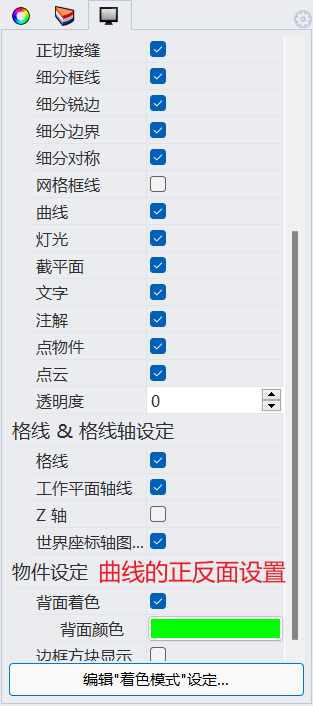 正切接缝
细分框线
细分锐边
细分边界
细分对称
网格框线
曲线
灯光
截平面
文字
注解
点物件
点云
透明度 0
格线 & 格线轴设定
格线
工作平面轴线
Z 轴
世界座标轴图...
物件设定 曲线的正反面设置
背面着色
背面颜色
边框方块显示
编辑"着色模式"设定...